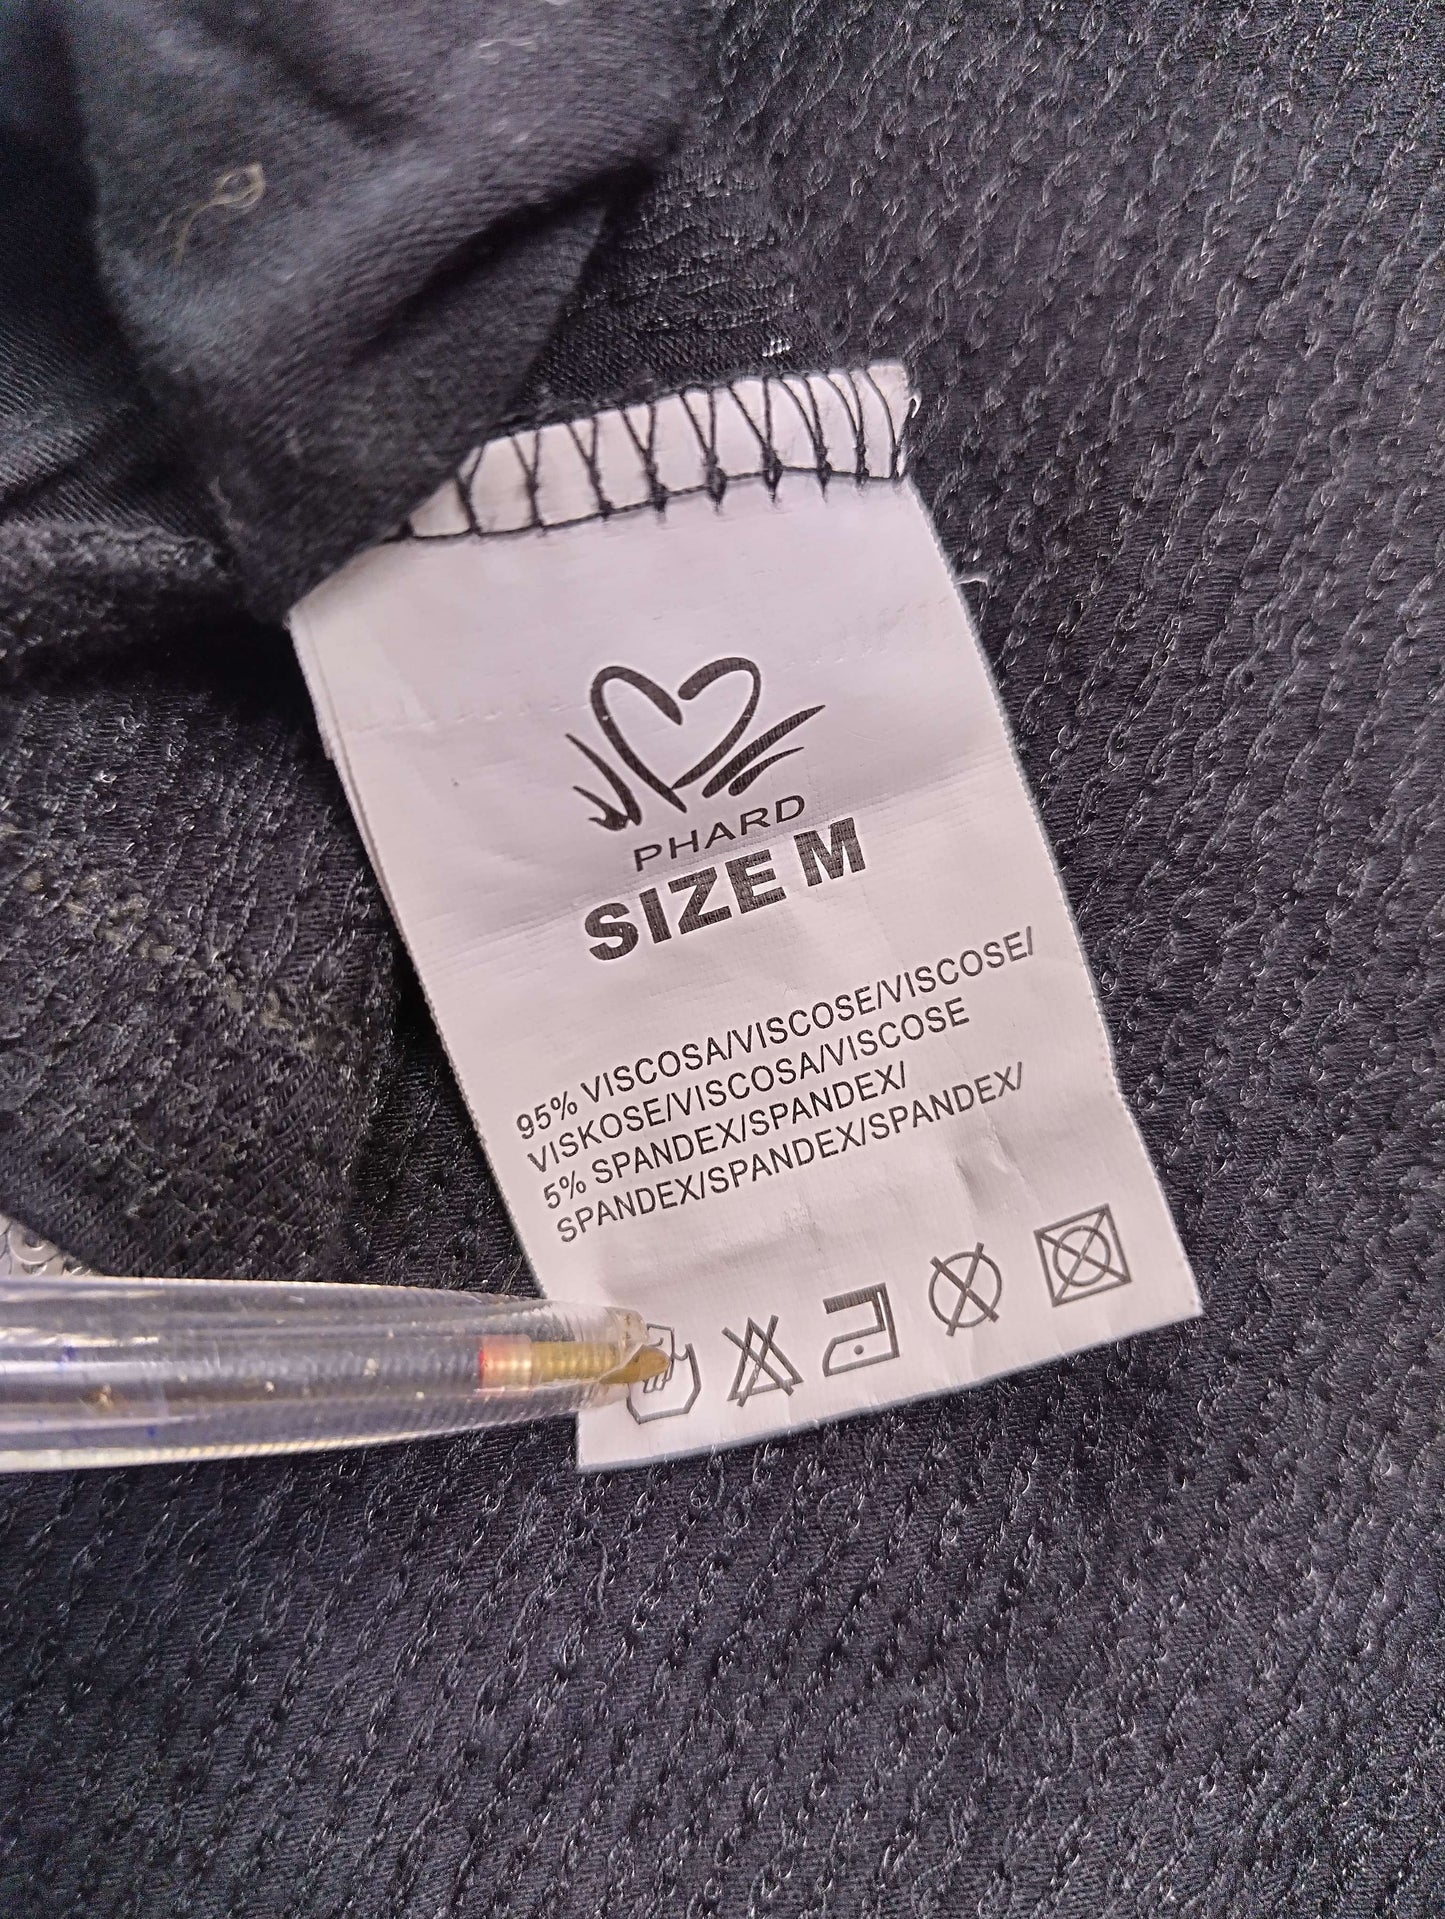 PHARD
SIZE M
95% VISCOSA/VISCOSE/VISCOSE/
VISKOSE/VISCOSA/VISCOSE
5% SPANDEX/SPANDEX/
SPANDEX/SPANDEX/SPANDEX/